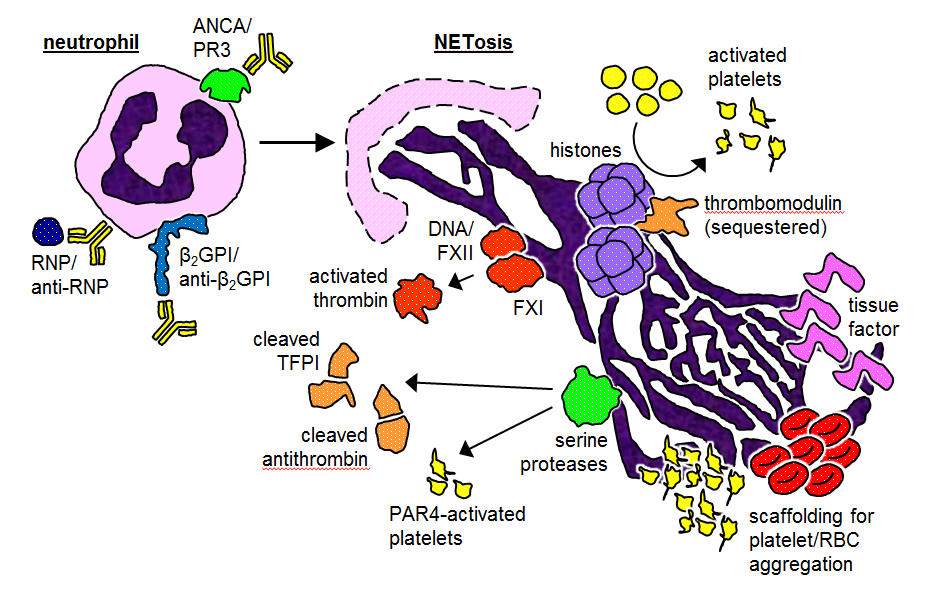 neutrophil
ANCA/
PR3
NETosis
activated
platelets
histones
thrombomodulin
(sequestered)
RNP/
anti-RNP
β₂GPI/
anti-β₂GPI
DNA/
FXII
FXI
activated
thrombin
tissue
factor
cleaved
TFPI
cleaved
antithrombin
serine
proteases
PAR4-activated
platelets
scaffolding for
platelet/RBC
aggregation